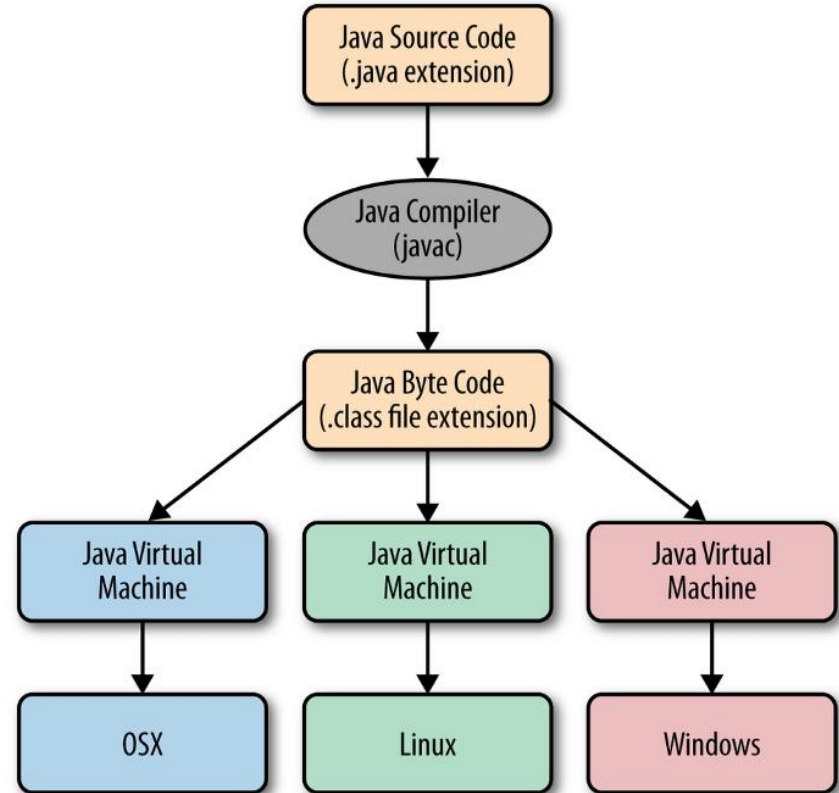 Java Source Code
(.java extension)
Java Compiler
(javac)
Java Byte Code
(.class file extension)
Java Virtual
Machine
Java Virtual
Machine
Java Virtual
Machine
OSX
Linux
Windows